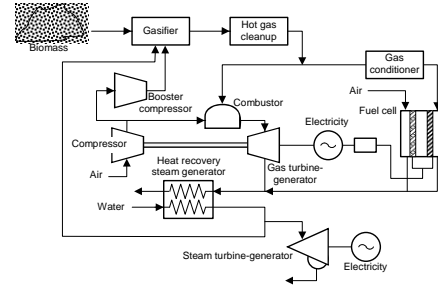 Biomass
Gasifier
Hot gas
cleanup
Gas
conditioner
Booster
compressor
Combustor
Air
Fuel cell
Electricity
Compressor
Air
Heat recovery
steam generator
Gas turbine-
generator
Water
Steam turbine-generator
Electricity